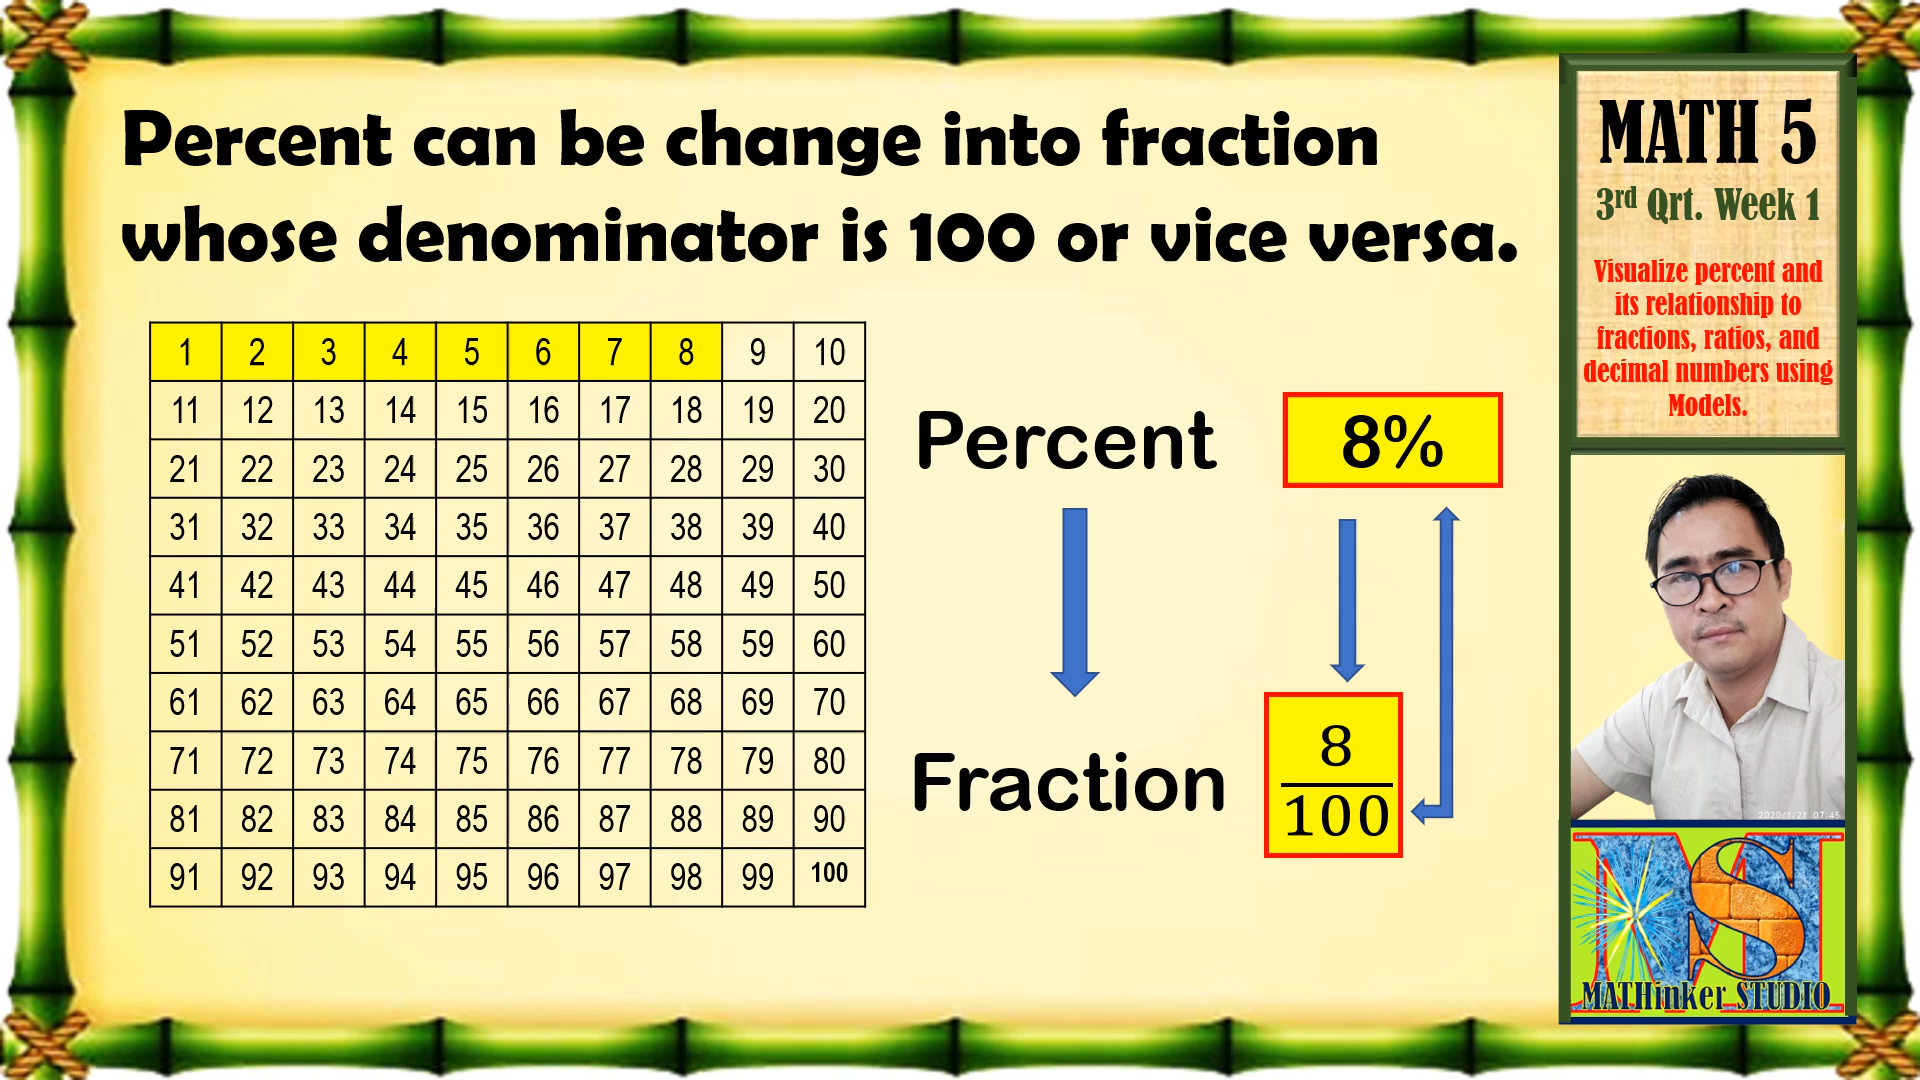 Percent can be change into fraction
whose denominator is 100 or vice versa.
1 2 3 4 5 6 7 8 9 10
11 12 13 14 15 16 17 18 19 20
21 22 23 24 25 26 27 28 29 30
31 32 33 34 35 36 37 38 39 40
41 42 43 44 45 46 47 48 49 50
51 52 53 54 55 56 57 58 59 60
61 62 63 64 65 66 67 68 69 70
71 72 73 74 75 76 77 78 79 80
81 82 83 84 85 86 87 88 89 90
91 92 93 94 95 96 97 98 99 100
Percent 8%
Fraction
8
100
MATH 5
3rd Qrt. Week 1
Visualize percent and
its relationship to
fractions, ratios, and
decimal numbers using
Models.
2020/1/21 07:45
MS
MATHinker STUDIO